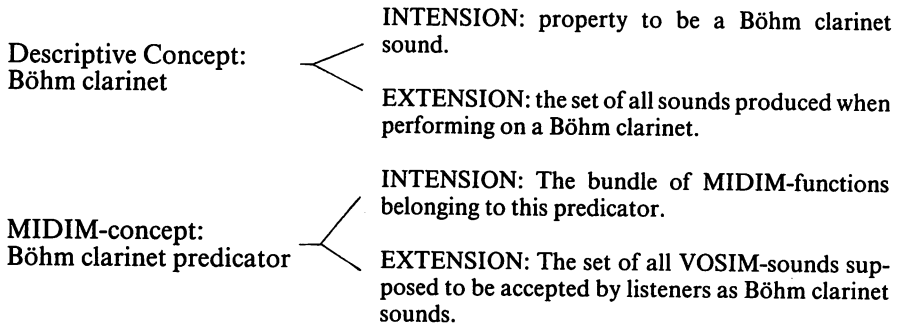 Descriptive Concept:
Böhm clarinet
INTENSION: property to be a Böhm clarinet
sound.
EXTENSION: the set of all sounds produced when
performing on a Böhm clarinet.
MIDIM-concept:
Böhm clarinet predicator
INTENSION: The bundle of MIDIM-functions
belonging to this predicator.
EXTENSION: The set of all VOSIM-sounds sup-
posed to be accepted by listeners as Böhm clarinet
sounds.